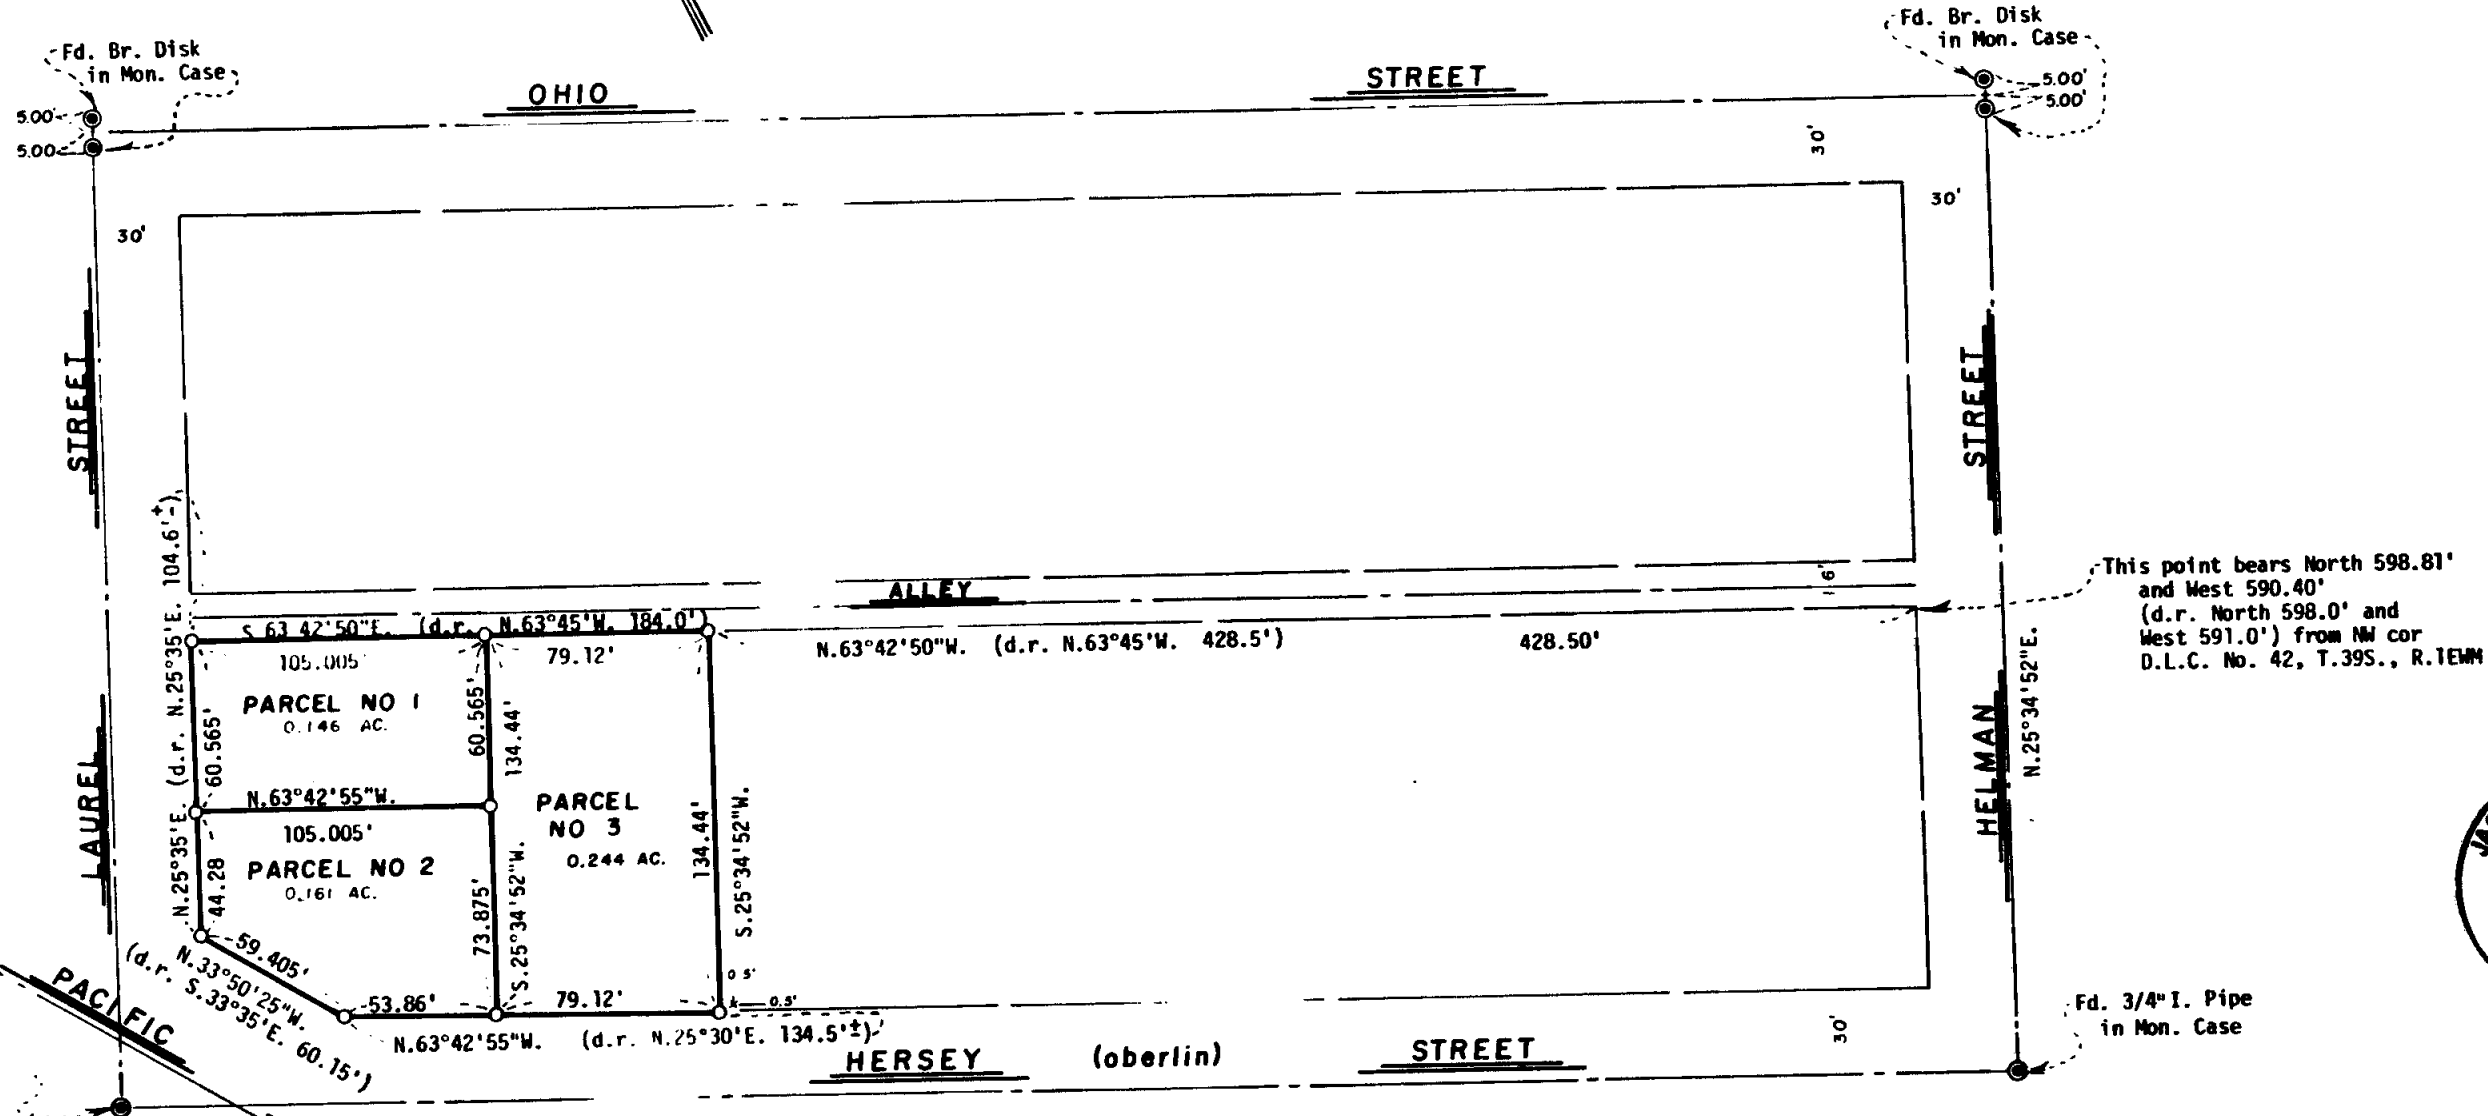 Fd. Br. Disk
in Mon. Case
5.00'
5.00
OHIO
STREET
Fd. Br. Disk
in Mon. Case
5.00'
5.00'
30'
30'
30'
STREET
STREET
ALLEY
6'
This point bears North 598.81'
and West 590.40'
(d.r. North 598.0' and
West 591.0') from NW cor
D.L.C. No. 42, T.39S., R.1EWM
S 63 42'50"E. (d.r. N.63°45'W. 184.0')
105.005'
79.12'
N.63°42'50"W. (d.r. N.63°45'W. 428.5')
428.50'
N.25°35'E. (d.r. N.25°35'E. 104.6'±)
PARCEL NO 1
0.146 AC.
60.565'
60.565'
134.44'
N.63°42'55"W.
105.005'
PARCEL
NO 3
0.244 AC.
134.44'
S.25°34'52"W.
PARCEL NO 2
0.161 AC.
44.28
73.875'
S.25°34'52"W.
LAUREL
HELMAN
N.25°34'52"E.
59.405'
N.33°50'25"W.
(d.r. S.33°35'E. 60.15')
53.86'
79.12'
0 5'
0.5'
N.63°42'55"W. (d.r. N.25°30'E. 134.5'±)
PACIFIC
HERSEY (oberlin) STREET
30'
Fd. 3/4" I. Pipe
in Mon. Case